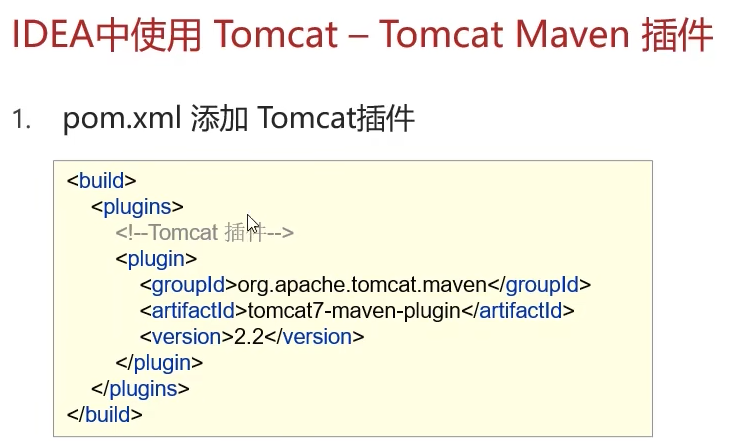 IDEA中使用 Tomcat – Tomcat Maven 插件
1. pom.xml 添加 Tomcat插件
<build>
<plugins>
<!--Tomcat 插件-->
<plugin>
<groupId>org.apache.tomcat.maven</groupId>
<artifactId>tomcat7-maven-plugin</artifactId>
<version>2.2</version>
</plugin>
</plugins>
</build>